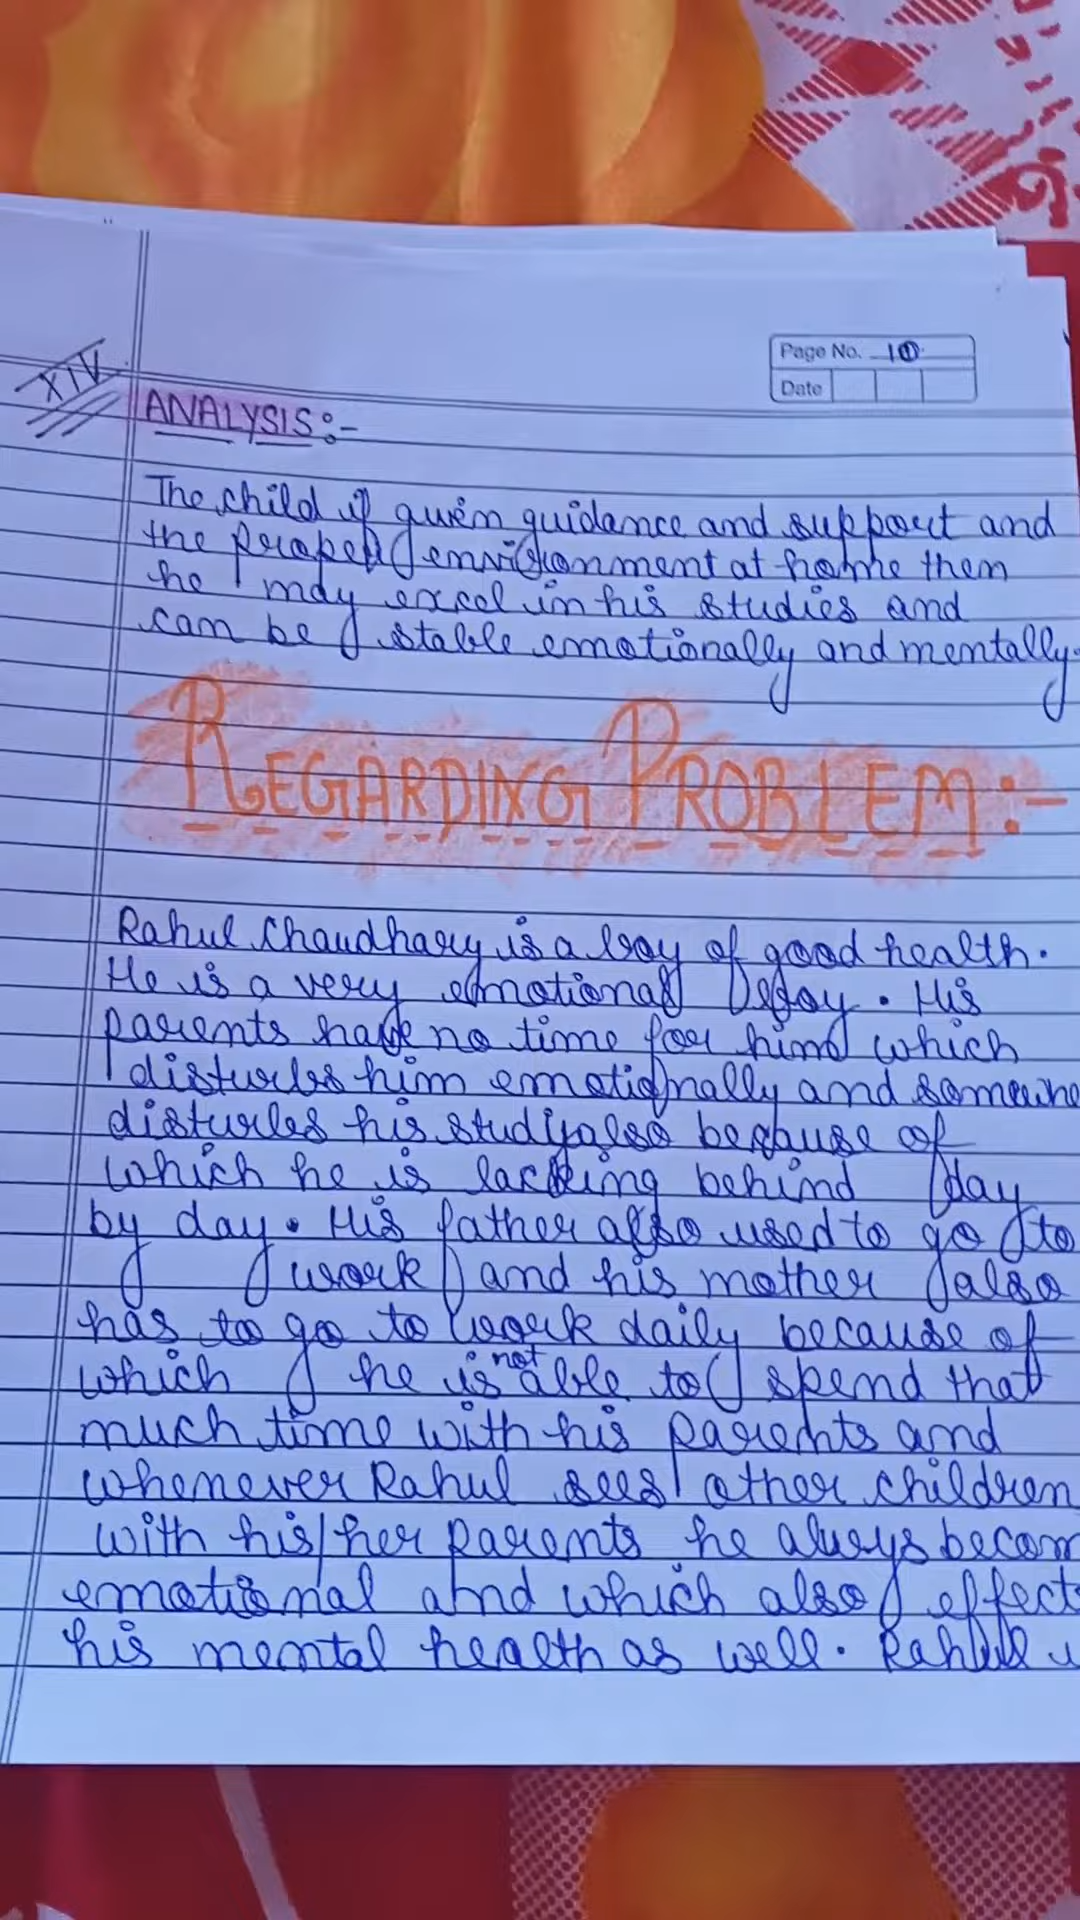 Page No. 10
Date
XIV
ANALYSIS:-
The child if given guidance and support and
the proper environment at home then
he may excel in his studies and
can be stable emotionally and mentally.
REGARDING PROBLEM:-
Rahul Chaudhary is a boy of good health.
He is a very emotional boy. His
parents have no time for him which
disturbs him emotionally and somewhe
disturbs his study also because of
which he is lacking behind day
by day. His father also used to go to
work and his mother also
has to go to work daily because of
which he is not able to spend that
much time with his parents and
whenever Rahul sees other children
with his/her parents he always becom
emotional and which also effect
his mental health as well. Rahul